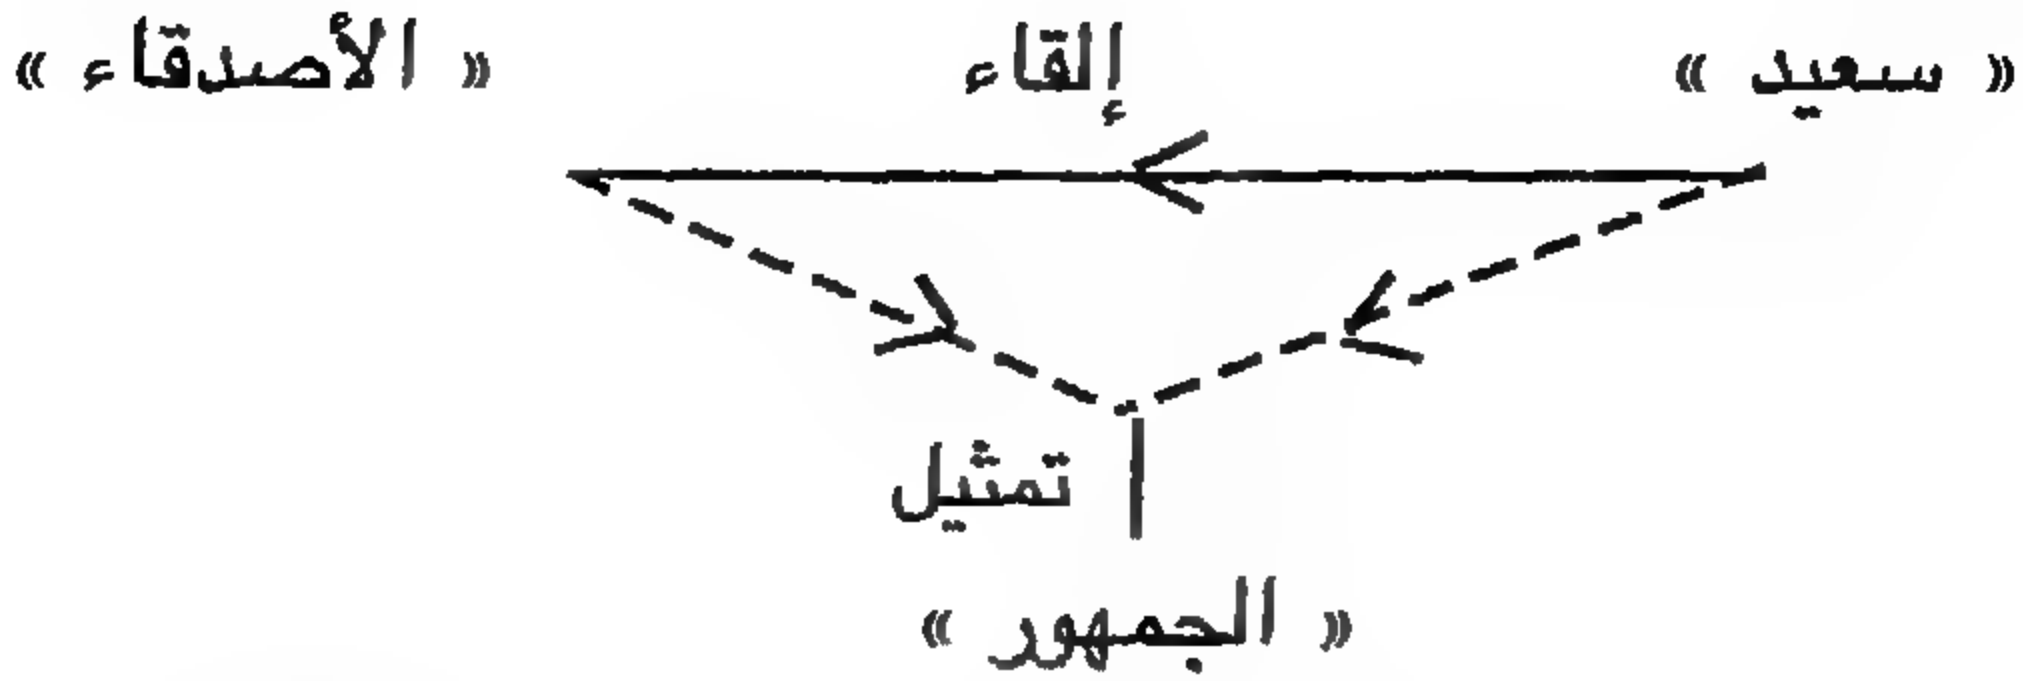 « سعيد » إلقاء « الأصدقاء »
تمثيل
« الجمهور »